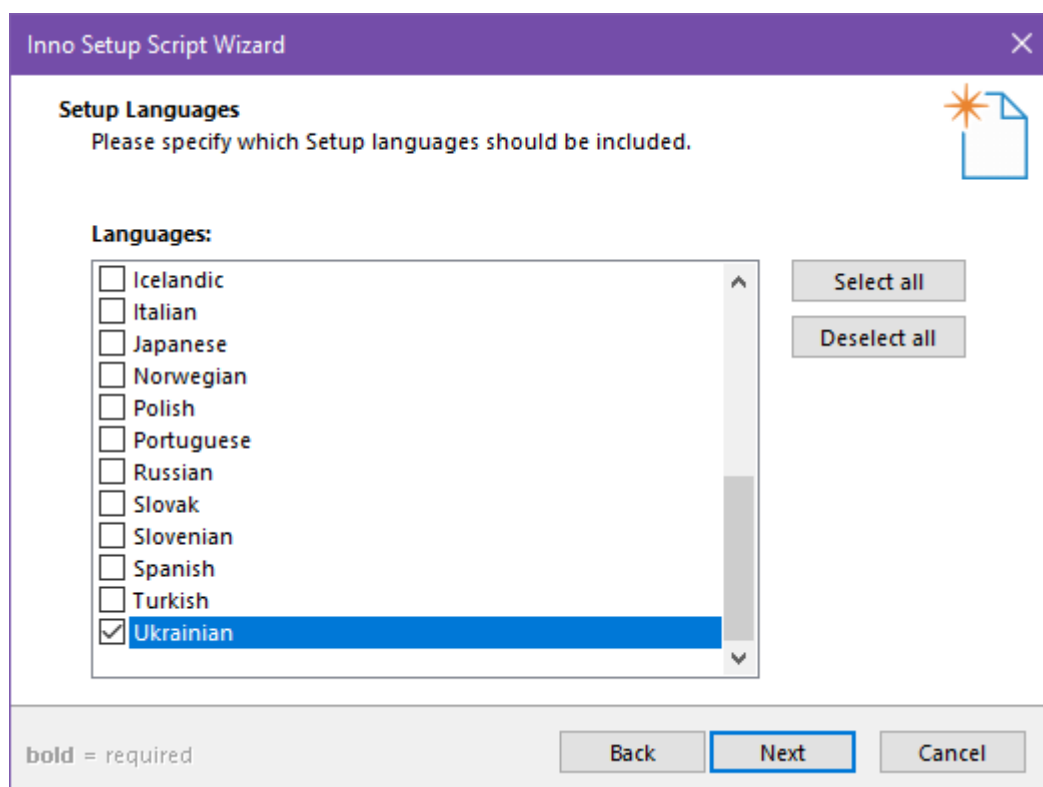 Inno Setup Script Wizard
Setup Languages
Please specify which Setup languages should be included.
Languages:
Icelandic
Italian
Japanese
Norwegian
Polish
Portuguese
Russian
Slovak
Slovenian
Spanish
Turkish
Ukrainian
Select all
Deselect all
bold = required
Back
Next
Cancel